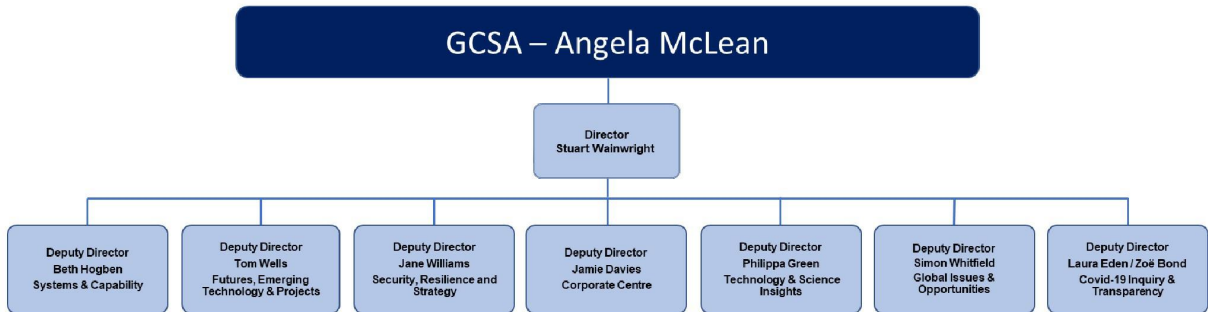 GCSA – Angela McLean
Director
Stuart Wainwright
Deputy Director
Beth Hogben
Systems & Capability
Deputy Director
Tom Wells
Futures, Emerging
Technology & Projects
Deputy Director
Jane Williams
Security, Resilience and
Strategy
Deputy Director
Jamie Davies
Corporate Centre
Deputy Director
Philippa Green
Technology & Science
Insights
Deputy Director
Simon Whitfield
Global Issues &
Opportunities
Deputy Director
Laura Eden / Zoë Bond
Covid-19 Inquiry &
Transparency